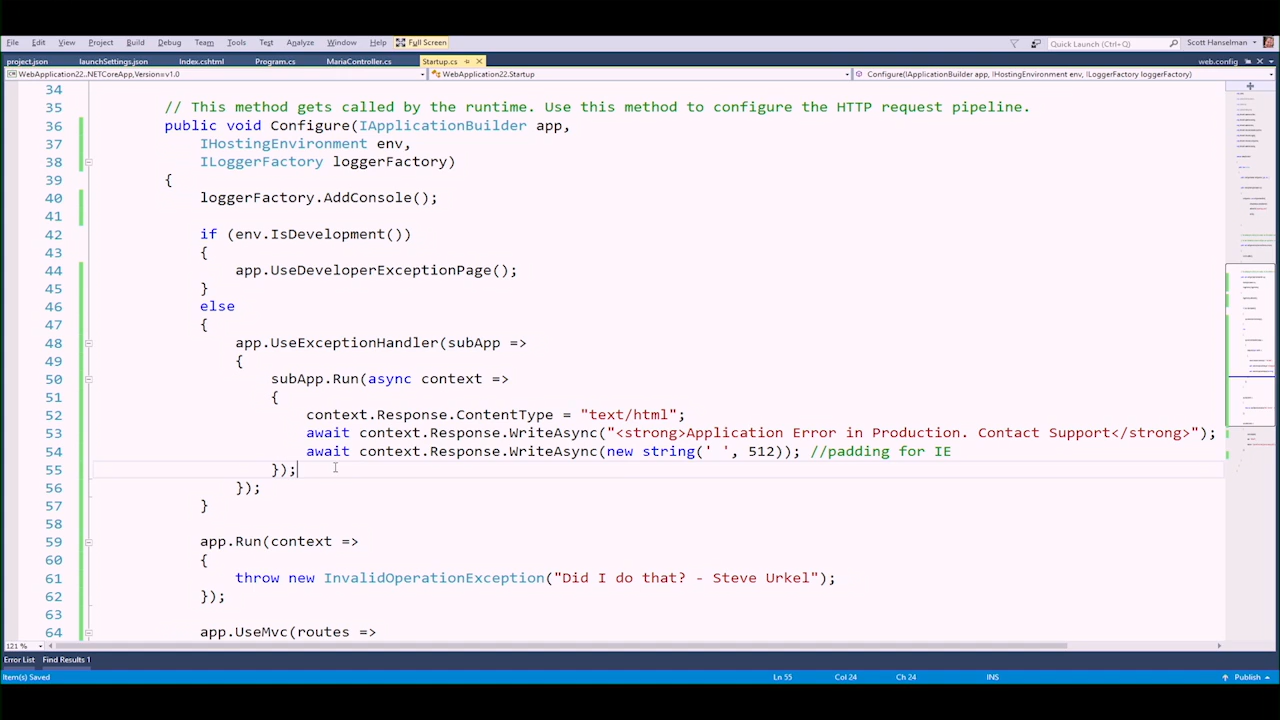 File Edit View Project Build Debug Team Tools Test Analyze Window Help Full Screen Quick Launch (Ctrl+Q) Scott Hanselman
project.json launchSettings.json Index.cshtml Program.cs MariaController.cs Startup.cs web.config
WebApplication22..NETCoreApp,Version=v1.0 WebApplication22.Startup Configure(IApplicationBuilder app, IHostingEnvironment env, ILoggerFactory loggerFactory)
34
35 // This method gets called by the runtime. Use this method to configure the HTTP request pipeline.
36 public void Configure(IApplicationBuilder app,
37 IHostingEnvironment env,
38 ILoggerFactory loggerFactory)
39 {
40 loggerFactory.AddConsole();
41
42 if (env.IsDevelopment())
43 {
44 app.UseDeveloperExceptionPage();
45 }
46 else
47 {
48 app.UseExceptionHandler(subApp =>
49 {
50 subApp.Run(async context =>
51 {
52 context.Response.ContentType = "text/html";
53 await context.Response.WriteAsync("<strong>Application Error in Production. Contact Support</strong>");
54 await context.Response.WriteAsync(new string(' ', 512)); //padding for IE
55 });
56 });
57 }
58
59 app.Run(context =>
60 {
61 throw new InvalidOperationException("Did I do that? - Steve Urkel");
62 });
63
64 app.UseMvc(routes =>
121 %
Error List Find Results 1
Item(s) Saved Ln 55 Col 24 Ch 24 INS Publish